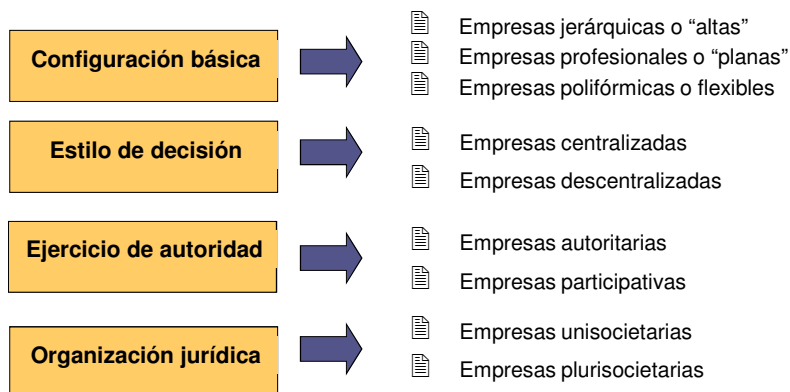 Configuración básica
Empresas jerárquicas o “altas”
Empresas profesionales o “planas”
Empresas polifórmicas o flexibles
Estilo de decisión
Empresas centralizadas
Empresas descentralizadas
Ejercicio de autoridad
Empresas autoritarias
Empresas participativas
Organización jurídica
Empresas unisocietarias
Empresas plurisocietarias